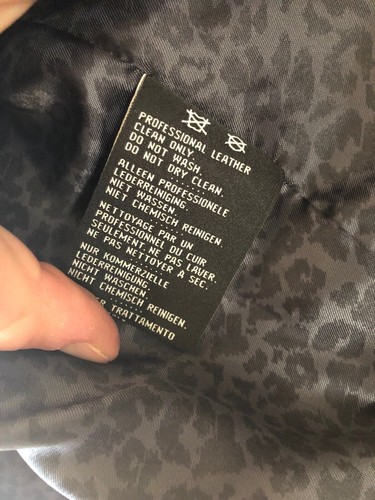 PROFESSIONAL LEATHER
CLEAN ONLY.
DO NOT WASH.
DO NOT DRY CLEAN.
ALLEEN PROFESSIONELE
LEDERREINIGING.
NIET WASSEN.
NIET CHEMISCH REINIGEN.
NETTOYAGE PAR UN
PROFESSIONNEL DU CUIR
SEULEMENT NE PAS LAVER.
NE PAS NETTOYER A SEC.
NUR KOMMERZIELLE
LEDERREINIGUNG
NICHT WASCHEN
NICHT CHEMISCH REINIGEN.
TRATTAMENTO